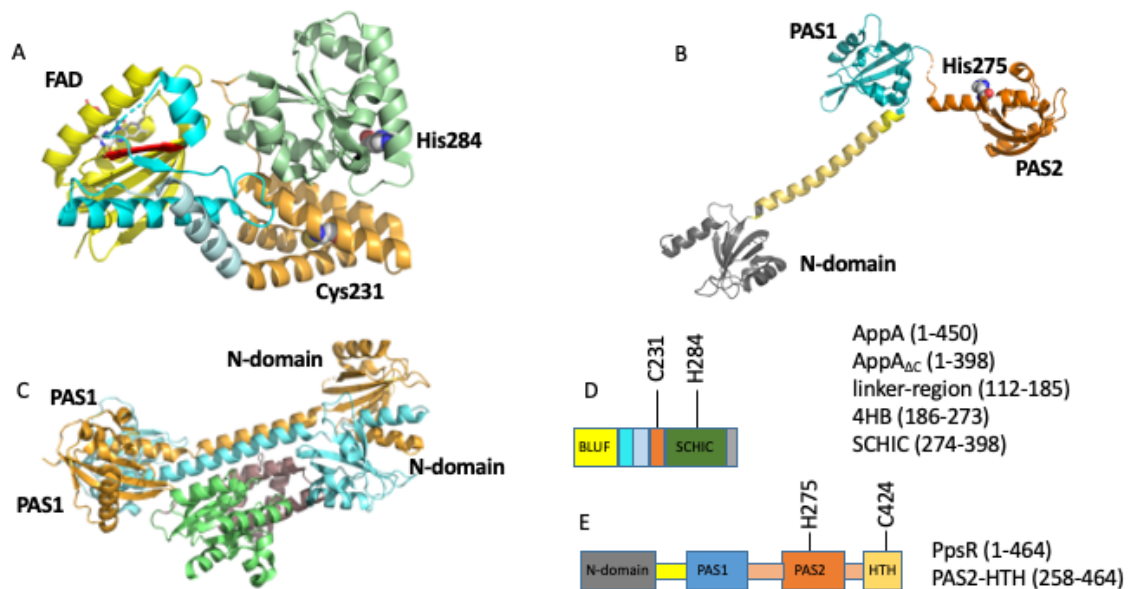 A
FAD
His284
Cys231
B
PAS1
His275
PAS2
N-domain
C
N-domain
PAS1
N-domain
PAS1
D
C231
H284
BLUF
SCHIC
AppA (1-450)
AppAΔC (1-398)
linker-region (112-185)
4HB (186-273)
SCHIC (274-398)
E
H275
C424
N-domain
PAS1
PAS2
HTH
PpsR (1-464)
PAS2-HTH (258-464)